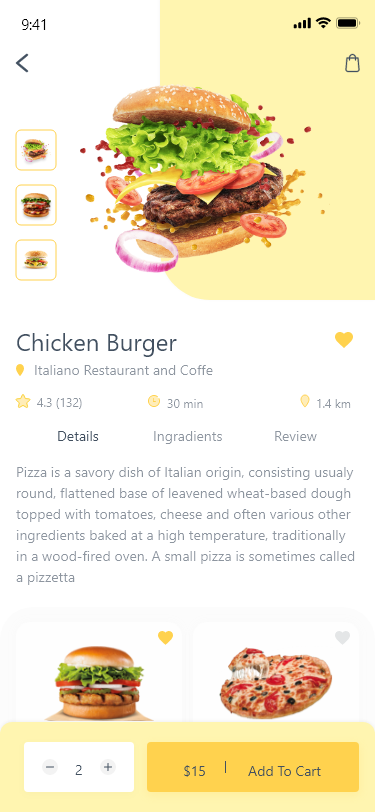 9:41
Chicken Burger
Italiano Restaurant and Coffe
4.3 (132)
30 min
1.4 km
Details
Ingradients
Review
Pizza is a savory dish of Italian origin, consisting usualy
round, flattened base of leavened wheat-based dough
topped with tomatoes, cheese and often various other
ingredients baked at a high temperature, traditionally
in a wood-fired oven. A small pizza is sometimes called
a pizzetta
2
$15 | Add To Cart